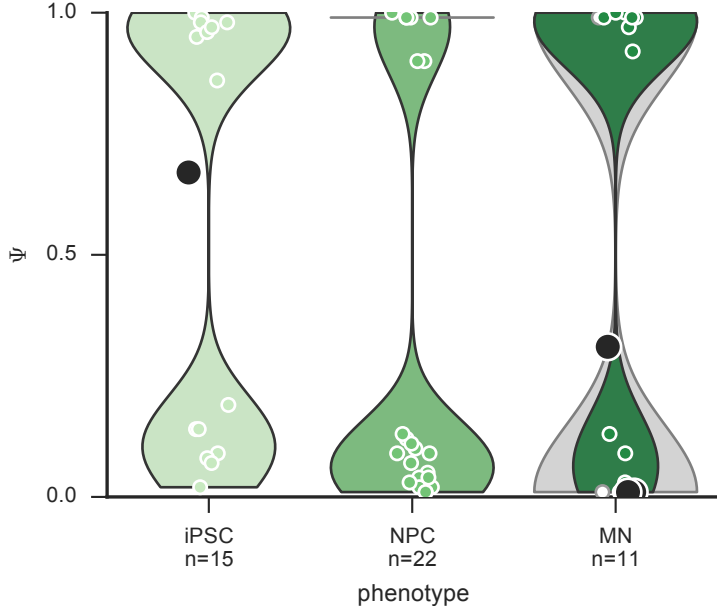 1.0
Ψ 0.5
0.0
iPSC NPC MN
n=15 n=22 n=11
phenotype